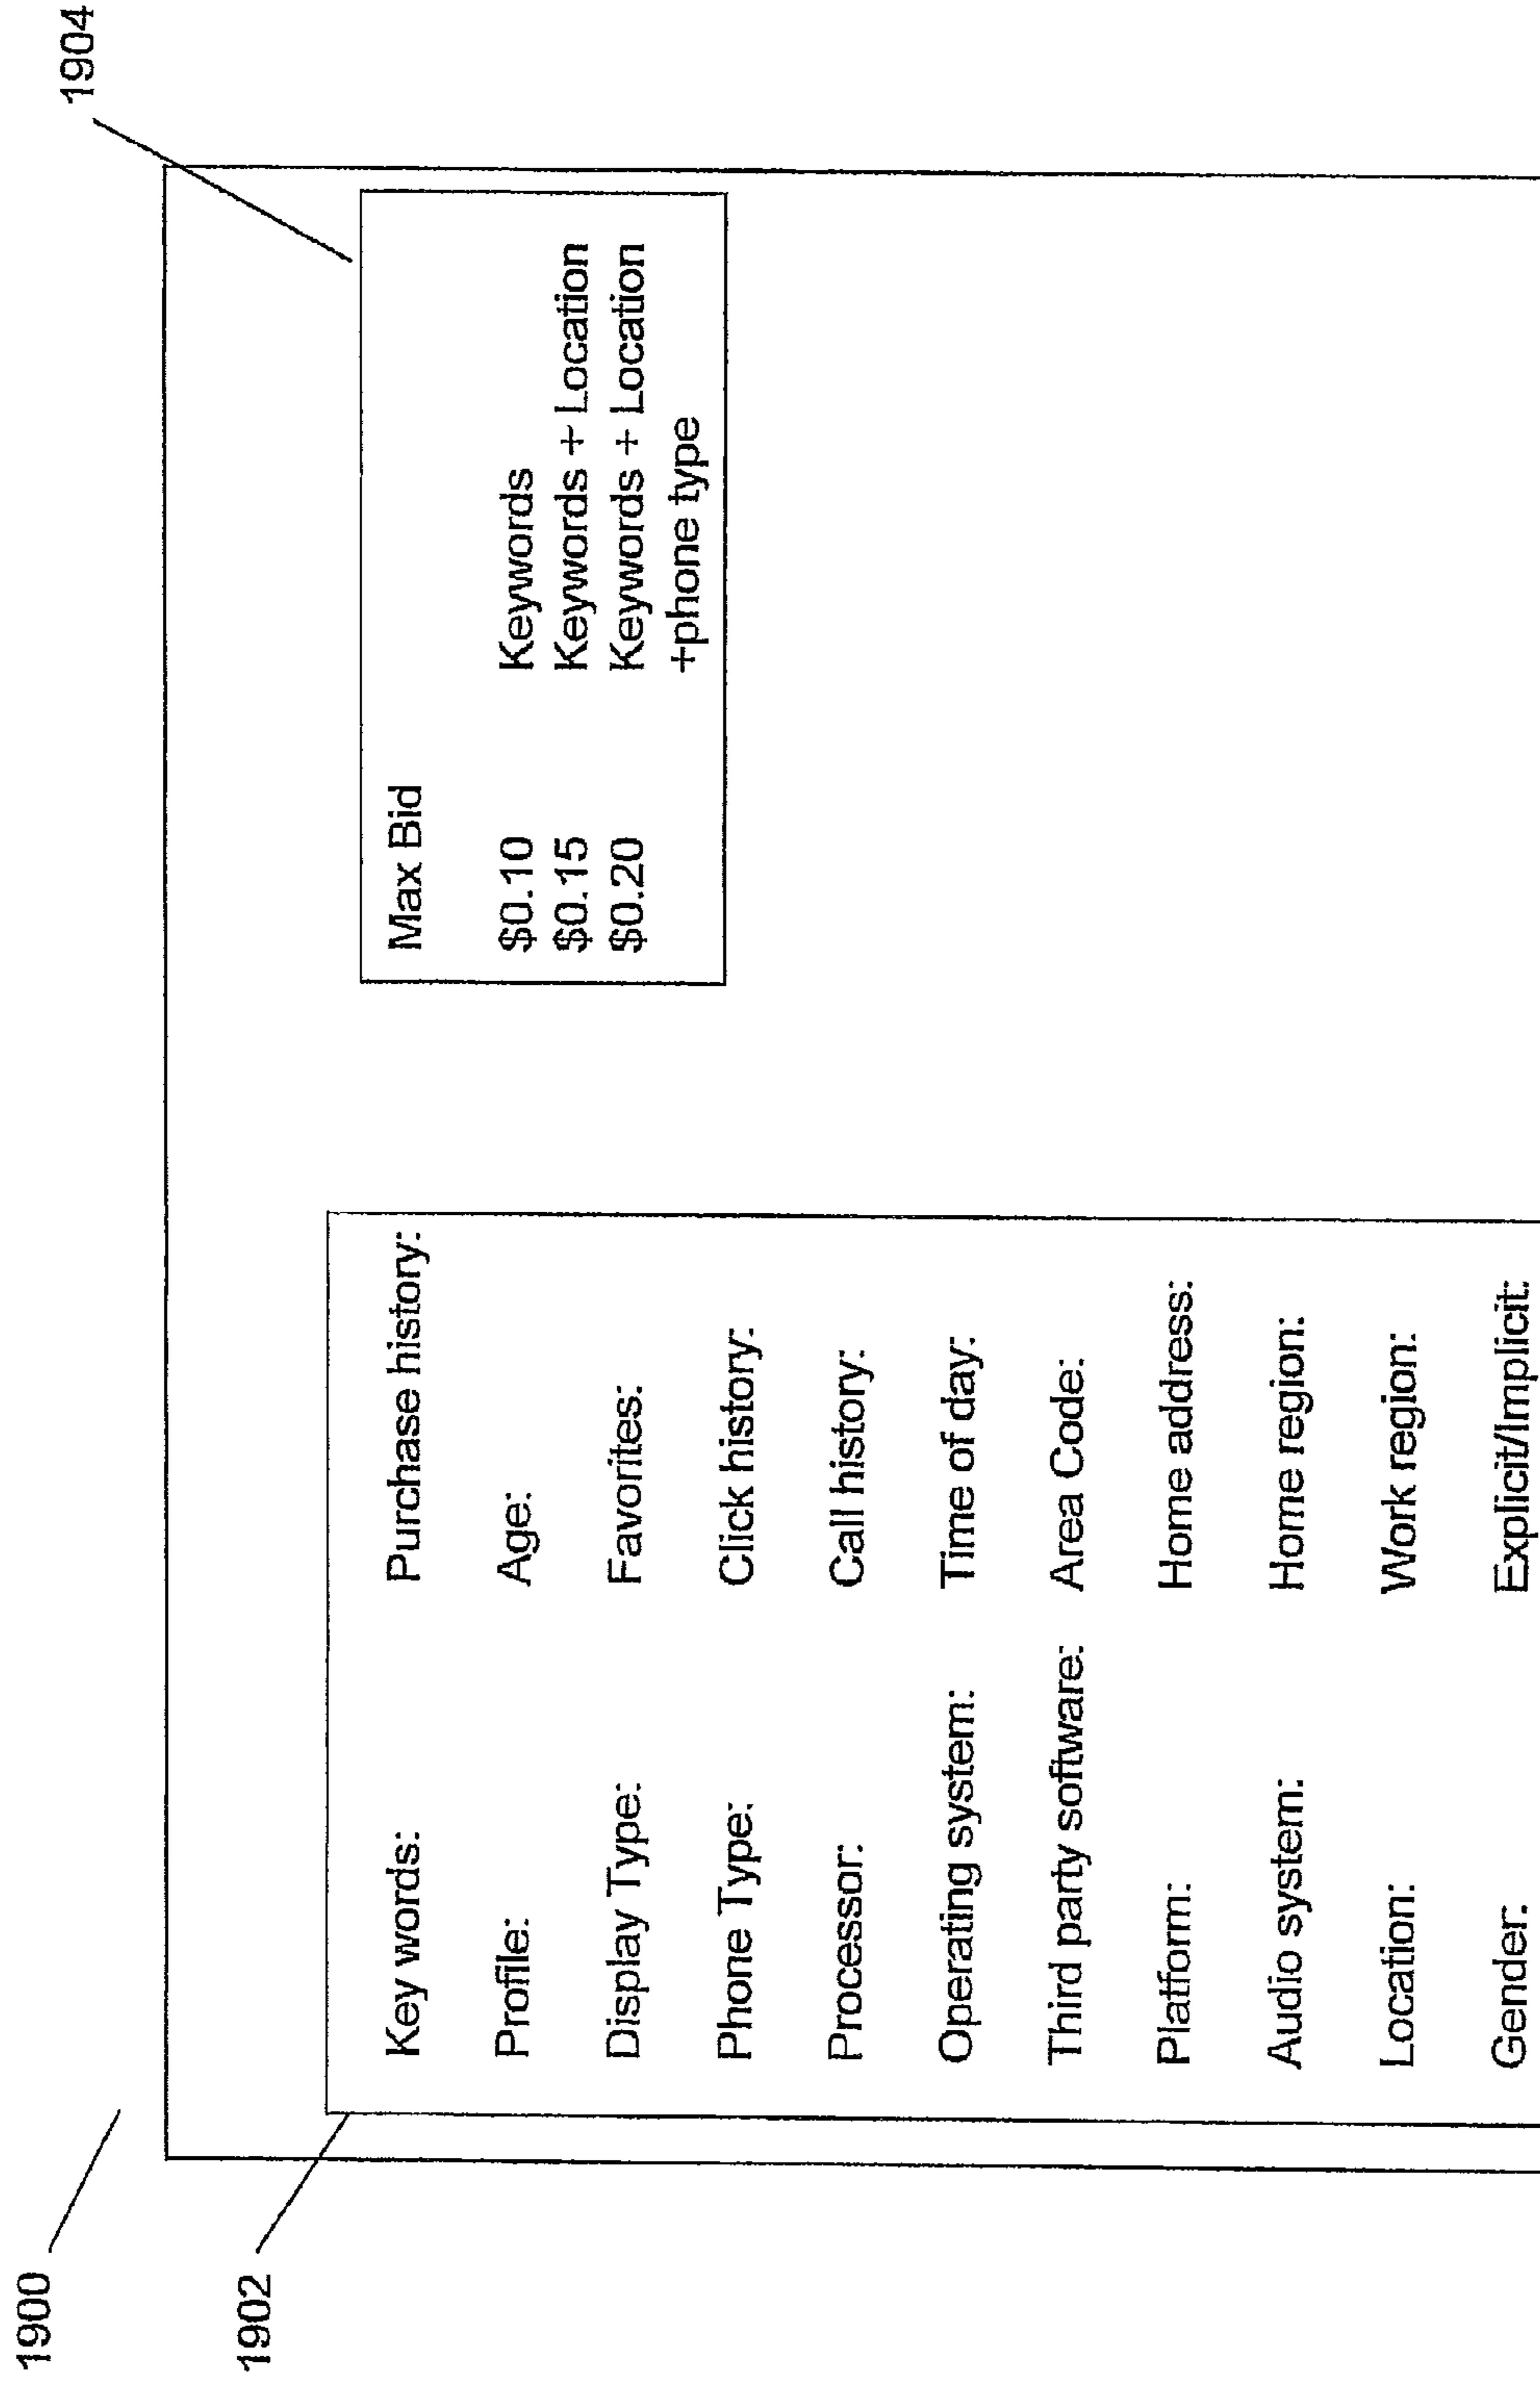 1900
1902
1904
Key words:
Profile:
Display Type:
Phone Type:
Processor:
Operating system:
Third party software:
Platform:
Audio system:
Location:
Gender:
Purchase history:
Age:
Favorites:
Click history:
Call history:
Time of day:
Area Code:
Home address:
Home region:
Work region:
Explicit/Implicit:
Max Bid
$0.10 Keywords
$0.15 Keywords + Location
$0.20 Keywords + Location
+phone type